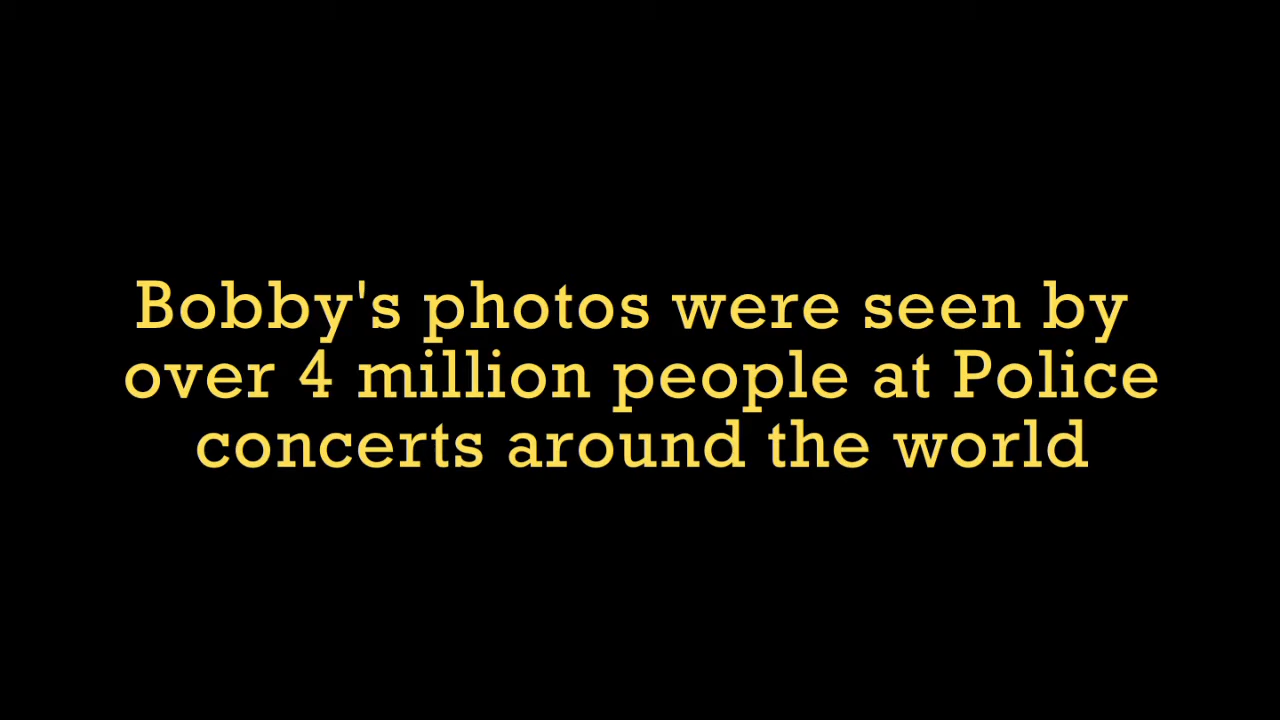 Bobby's photos were seen by
over 4 million people at Police
concerts around the world